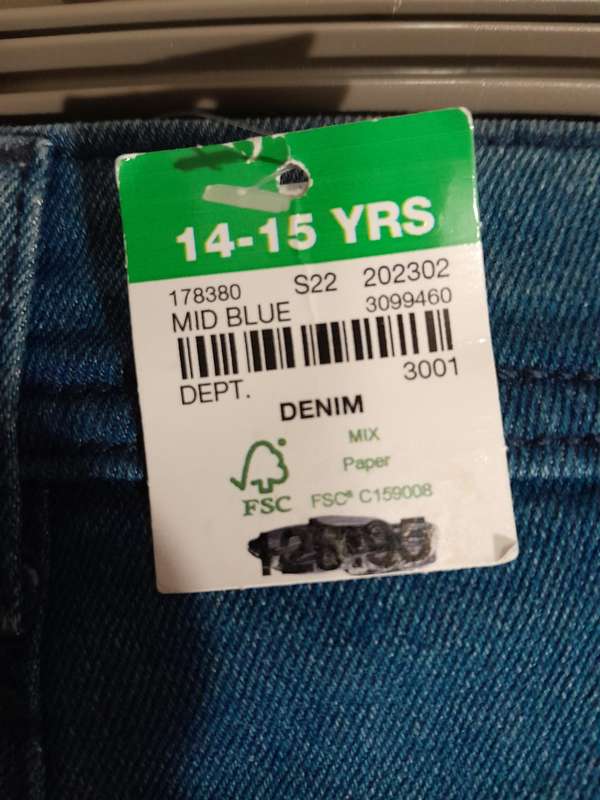 14-15 YRS
178380 S22 202302
MID BLUE 3099460
DEPT. 3001
DENIM
MIX
Paper
FSC FSC® C159008